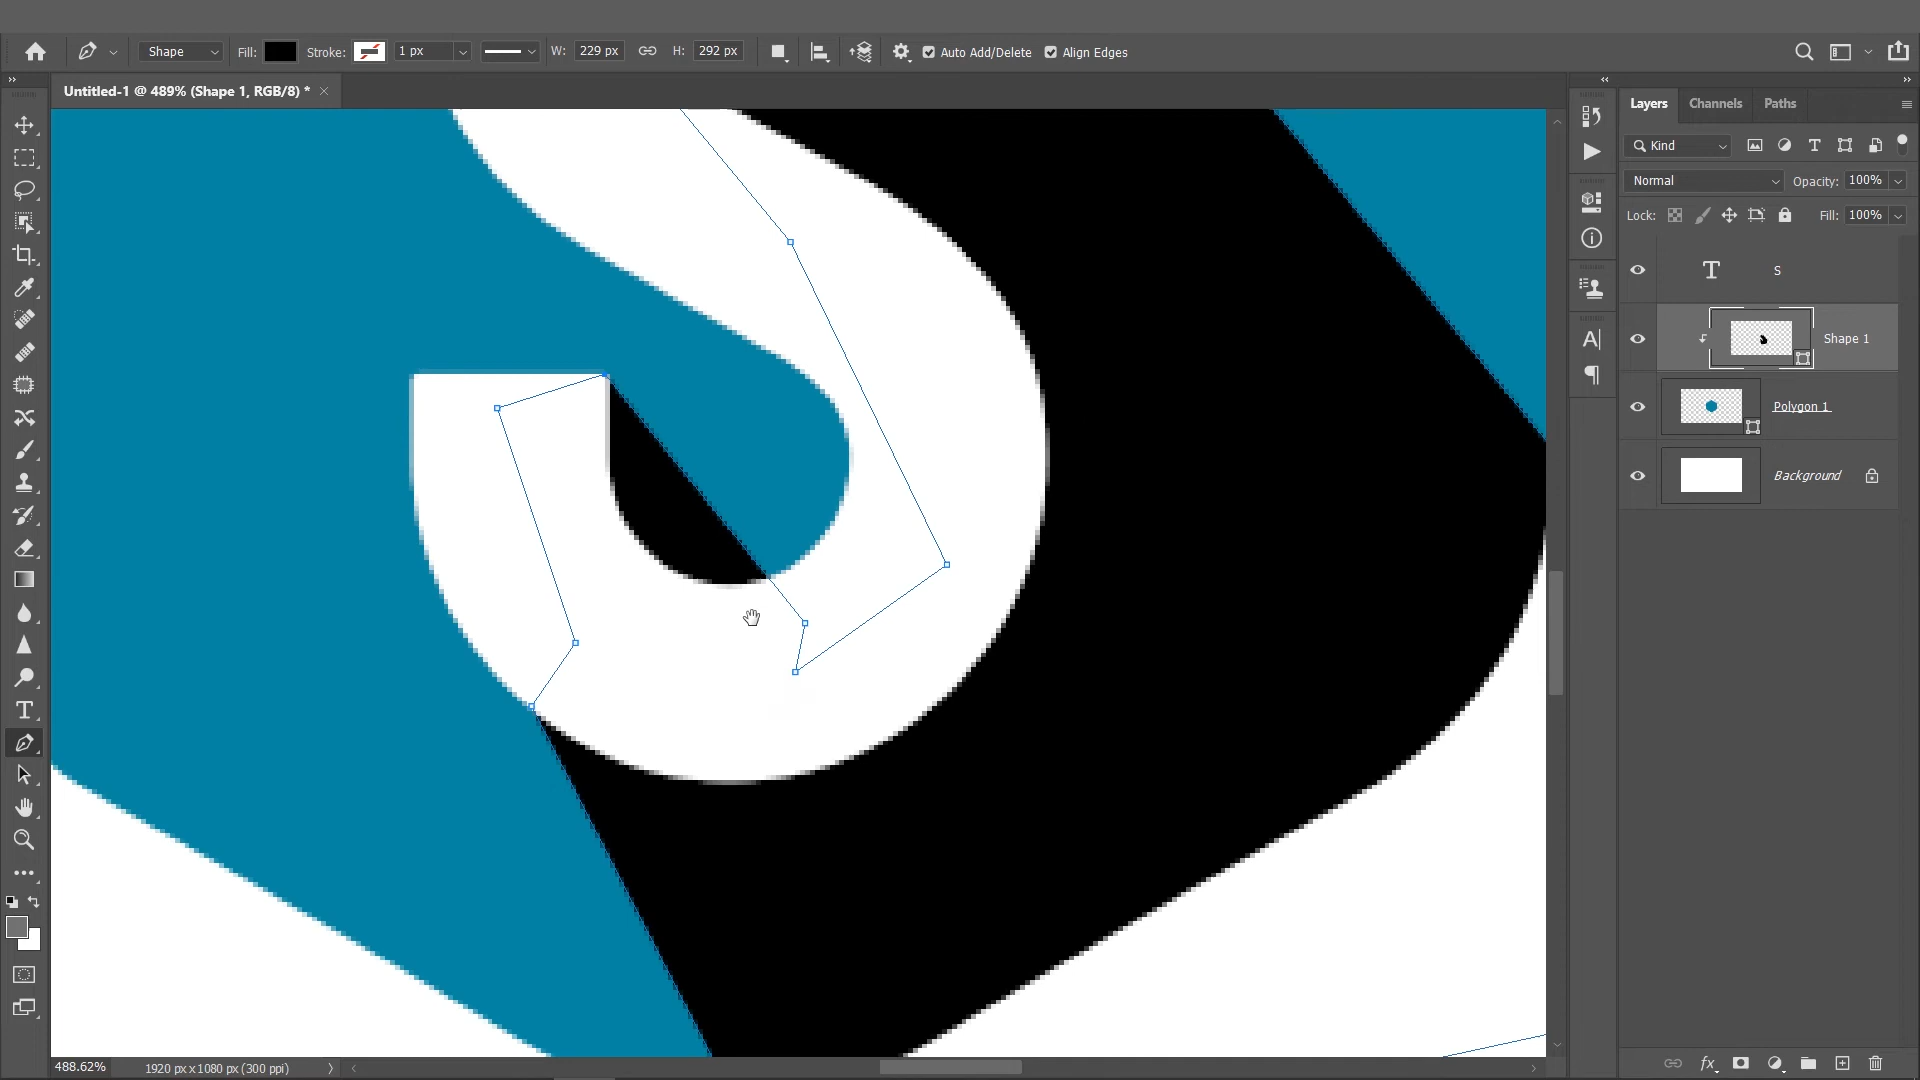 Shape
Fill:
Stroke:
1 px
W: 229 px
H: 292 px
Auto Add/Delete
Align Edges
Untitled-1 @ 489% (Shape 1, RGB/8) *
Layers
Channels
Paths
Kind
Normal
Opacity: 100%
Lock:
Fill: 100%
S
Shape 1
Polygon 1
Background
488.62%
1920 px x 1080 px (300 ppi)